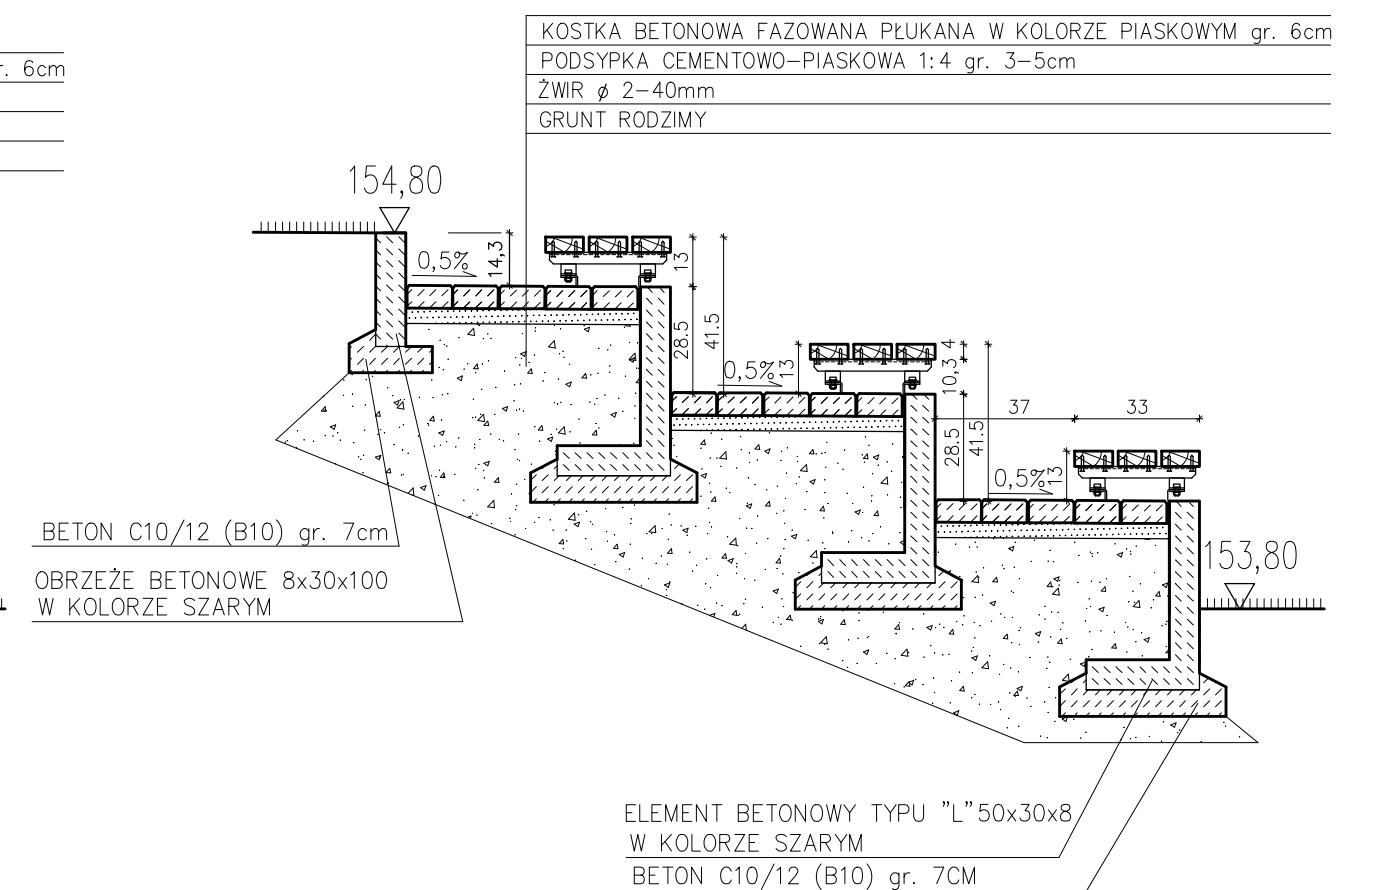 KOSTKA BETONOWA FAZOWANA PŁUKANA W KOLORZE PIASKOWYM gr. 6cm
r. 6cm
PODSYPKA CEMENTOWO-PIASKOWA 1:4 gr. 3-5cm
ŻWIR ϕ 2-40mm
GRUNT RODZIMY
154,80
0,5%
14,3
13
28.5
41.5
0,5%
13
4
10,3
28.5
41.5
37
33
0,5%
13
153,80
BETON C10/12 (B10) gr. 7cm
OBRZEŻE BETONOWE 8x30x100
W KOLORZE SZARYM
ELEMENT BETONOWY TYPU "L"50x30x8
W KOLORZE SZARYM
BETON C10/12 (B10) gr. 7CM